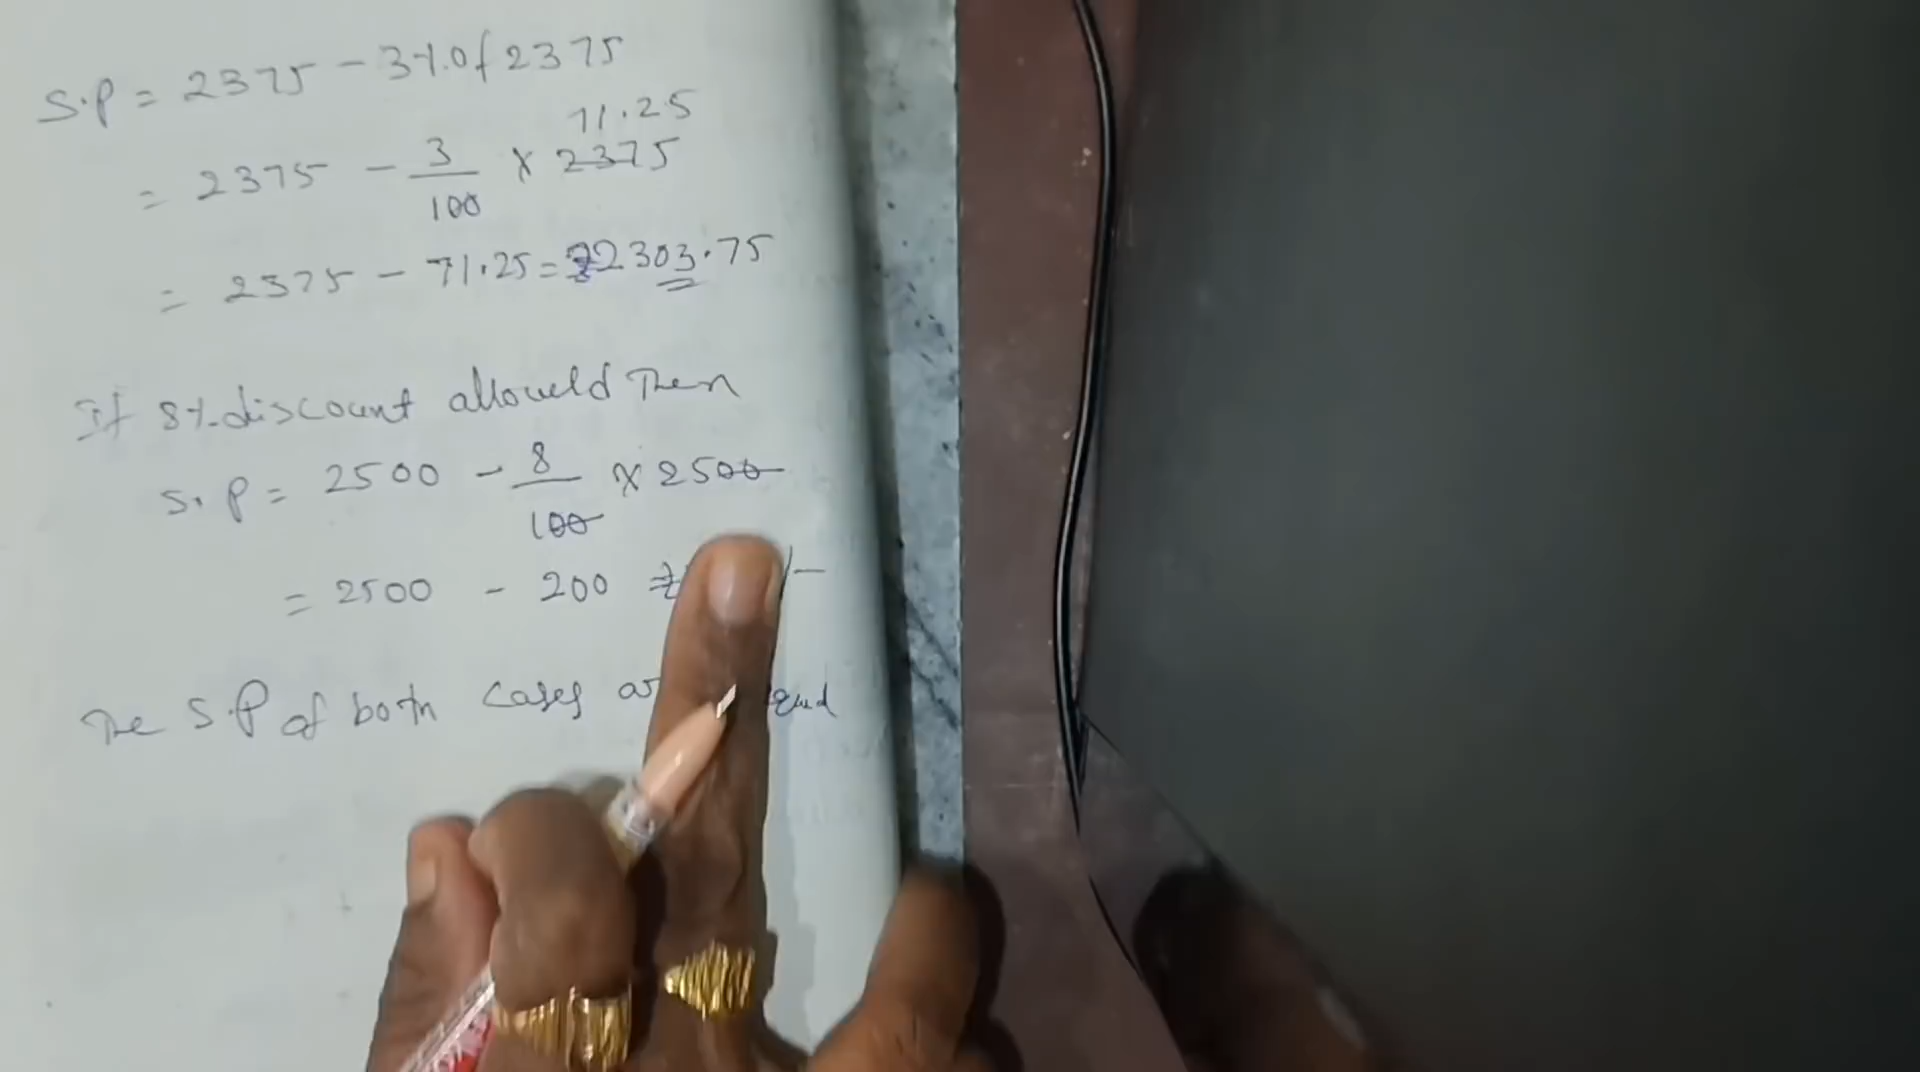 S.P = 2375 - 3%.of 2375
71.25
= 2375 - 3/100 X 2375
= 2375 - 71.25 = 2303.75
If 8%.discount allowed Then
S.P = 2500 - 8/100 X 2500
= 2500 - 200 = /-
The S.P of both cases